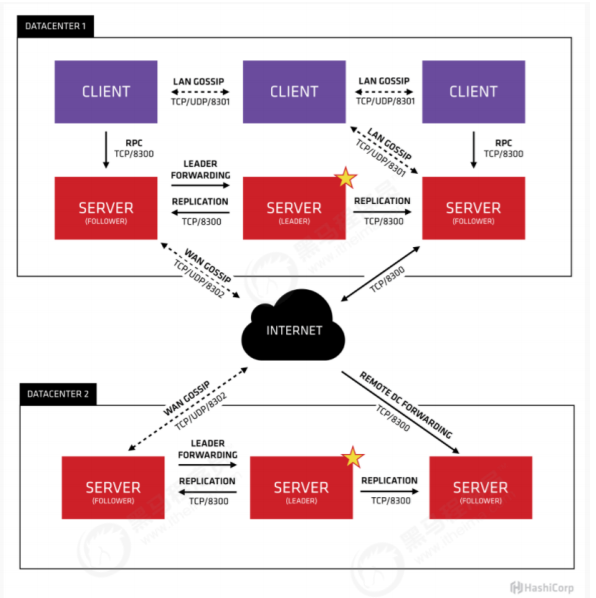 DATACENTER 1
LAN GOSSIP
LAN GOSSIP
CLIENT
CLIENT
CLIENT
TCP/UDP/8301
TCP/UDP/8301
LAN GOSSIP
TCP/UDP/8301
RPC
TCP/8300
RPC
TCP/8300
LEADER
FORWARDING
SERVER
(FOLLOWER)
REPLICATION
TCP/8300
SERVER
(LEADER)
REPLICATION
TCP/8300
SERVER
(FOLLOWER)
WAN GOSSIP
TCP/UDP/8302
TCP/8300
INTERNET
DATACENTER 2
WAN GOSSIP
TCP/UDP/8302
REMOTE DC FORWARDING
TCP/8300
LEADER
FORWARDING
SERVER
(FOLLOWER)
REPLICATION
TCP/8300
SERVER
(LEADER)
REPLICATION
TCP/8300
SERVER
(FOLLOWER)
HashiCorp